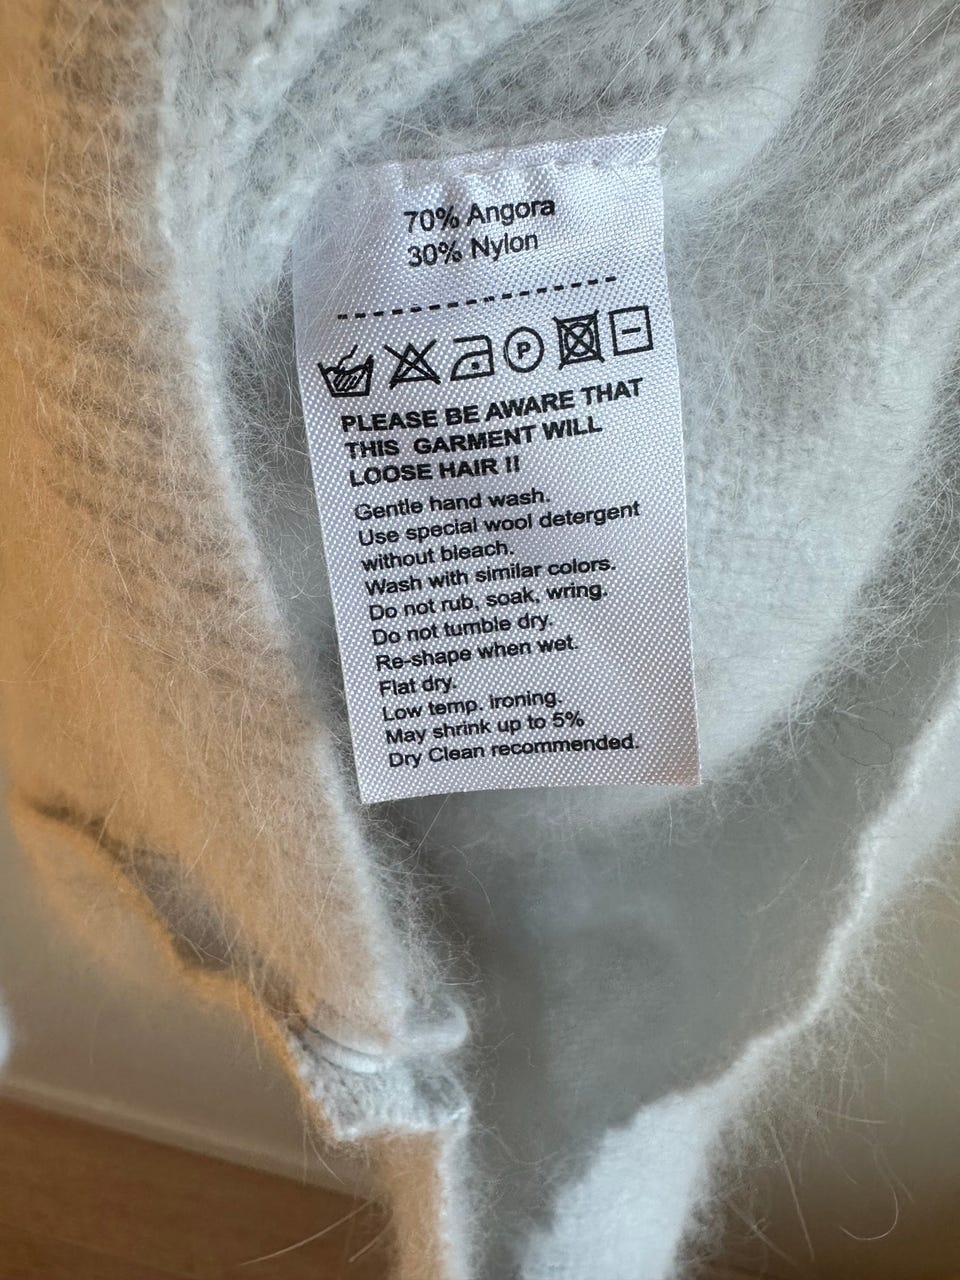 70% Angora
30% Nylon
P
PLEASE BE AWARE THAT
THIS GARMENT WILL
LOOSE HAIR !!
Gentle hand wash.
Use special wool detergent
without bleach.
Wash with similar colors.
Do not rub, soak, wring.
Do not tumble dry.
Re-shape when wet.
Flat dry.
Low temp. ironing.
May shrink up to 5%
Dry Clean recommended.